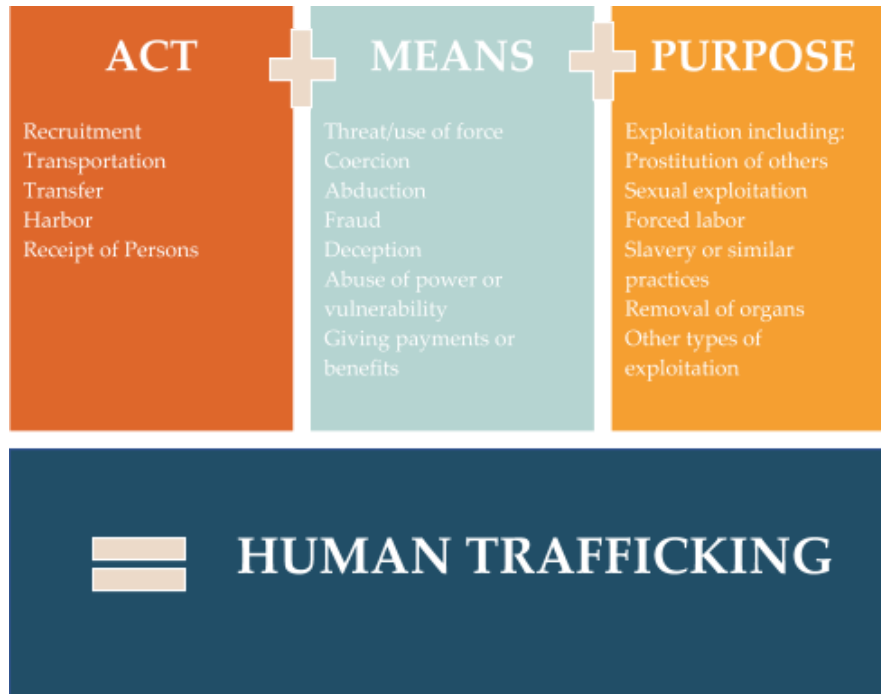 ACT
Recruitment
Transportation
Transfer
Harbor
Receipt of Persons
MEANS
Threat/use of force
Coercion
Abduction
Fraud
Deception
Abuse of power or
vulnerability
Giving payments or
benefits
PURPOSE
Exploitation including:
Prostitution of others
Sexual exploitation
Forced labor
Slavery or similar
practices
Removal of organs
Other types of
exploitation
HUMAN TRAFFICKING